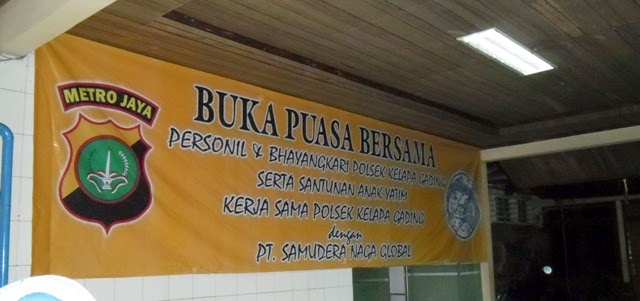 METRO JAYA
BUKA PUASA BERSAMA
PERSONIL & BHAYANGKARI POLSEK KELAPA GADING
SERTA SANTUNAN ANAK YATIM
KERJA SAMA POLSEK KELAPA GADING
dengan
PT. SAMUDERA NAGA GLOBAL